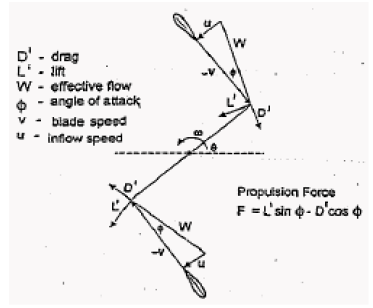 D' - drag
L' - lift
W - effective flow
ϕ - angle of attack
v - blade speed
u - inflow speed
u
W
-v
ϕ
L'
D'
ω
θ
D'
L'
ϕ
W
-v
u
Propulsion Force
F = L' sin ϕ - D' cos ϕ